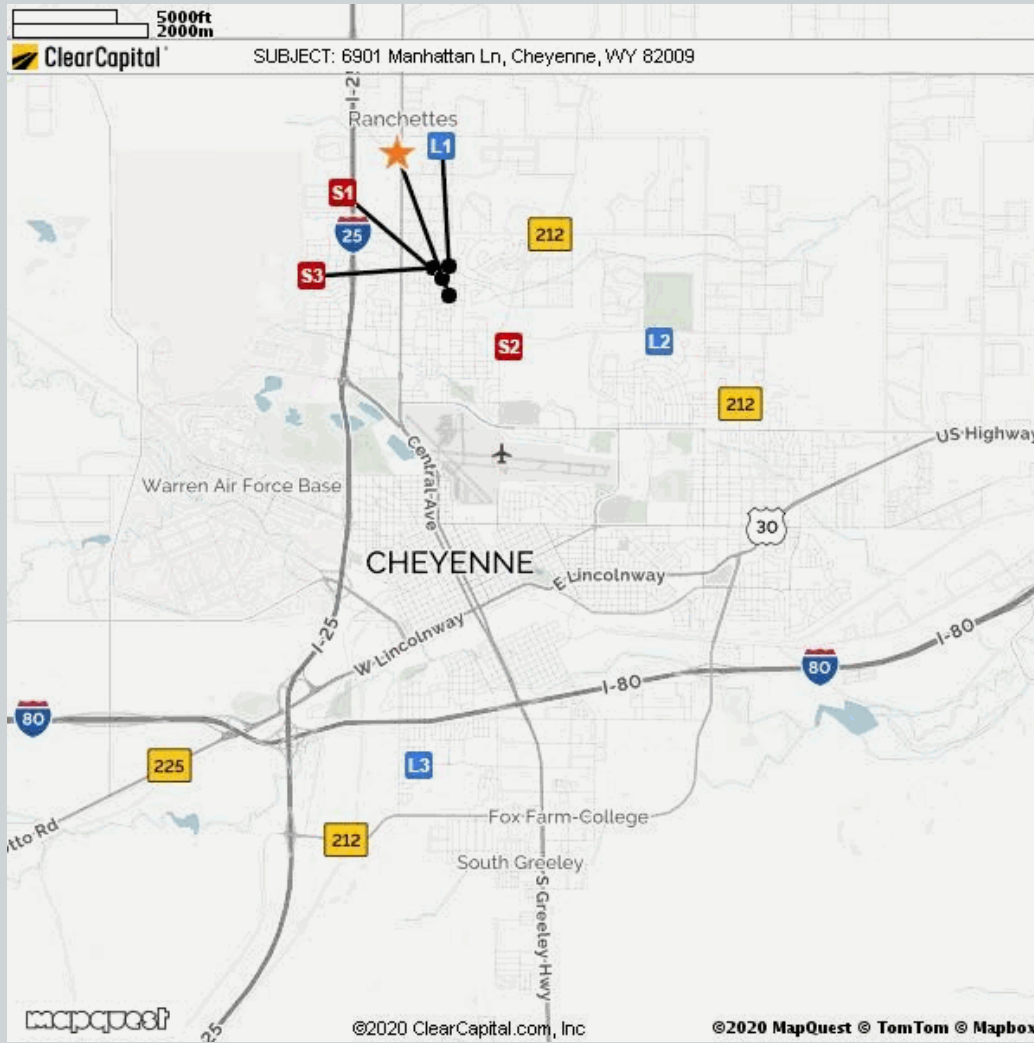 5000ft
2000m
ClearCapital
SUBJECT: 6901 Manhattan Ln, Cheyenne, WY 82009
I-25
Ranchettes
L1
S1
25
212
S3
S2
L2
212
US Highway
Central Ave
Warren Air Force Base
30
CHEYENNE
E Lincolnway
I-25
W Lincolnway
I-80
80
I-80
80
225
L3
Fox Farm-College
212
South Greeley
S Greeley Hwy
25
mapquest
©2020 ClearCapital.com, Inc
©2020 MapQuest © TomTom © Mapbox